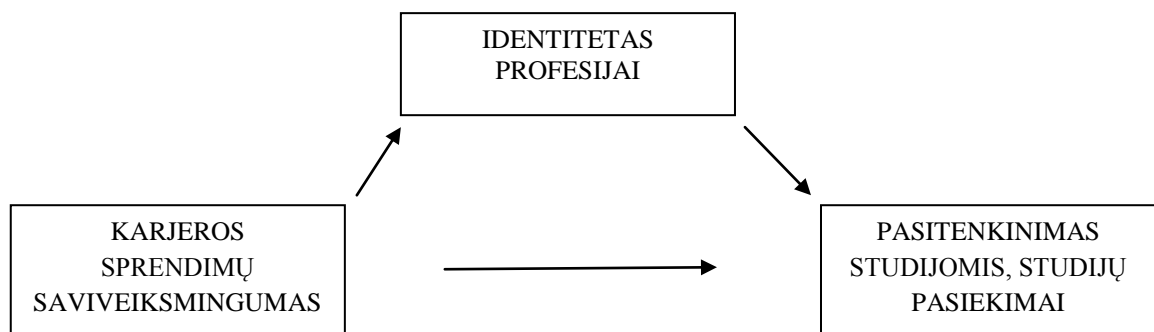 IDENTITETAS
PROFESIJAI
KARJEROS
SPRENDIMŲ
SAVIVEIKSMINGUMAS
PASITENKINIMAS
STUDIJOMIS, STUDIJŲ
PASIEKIMAI